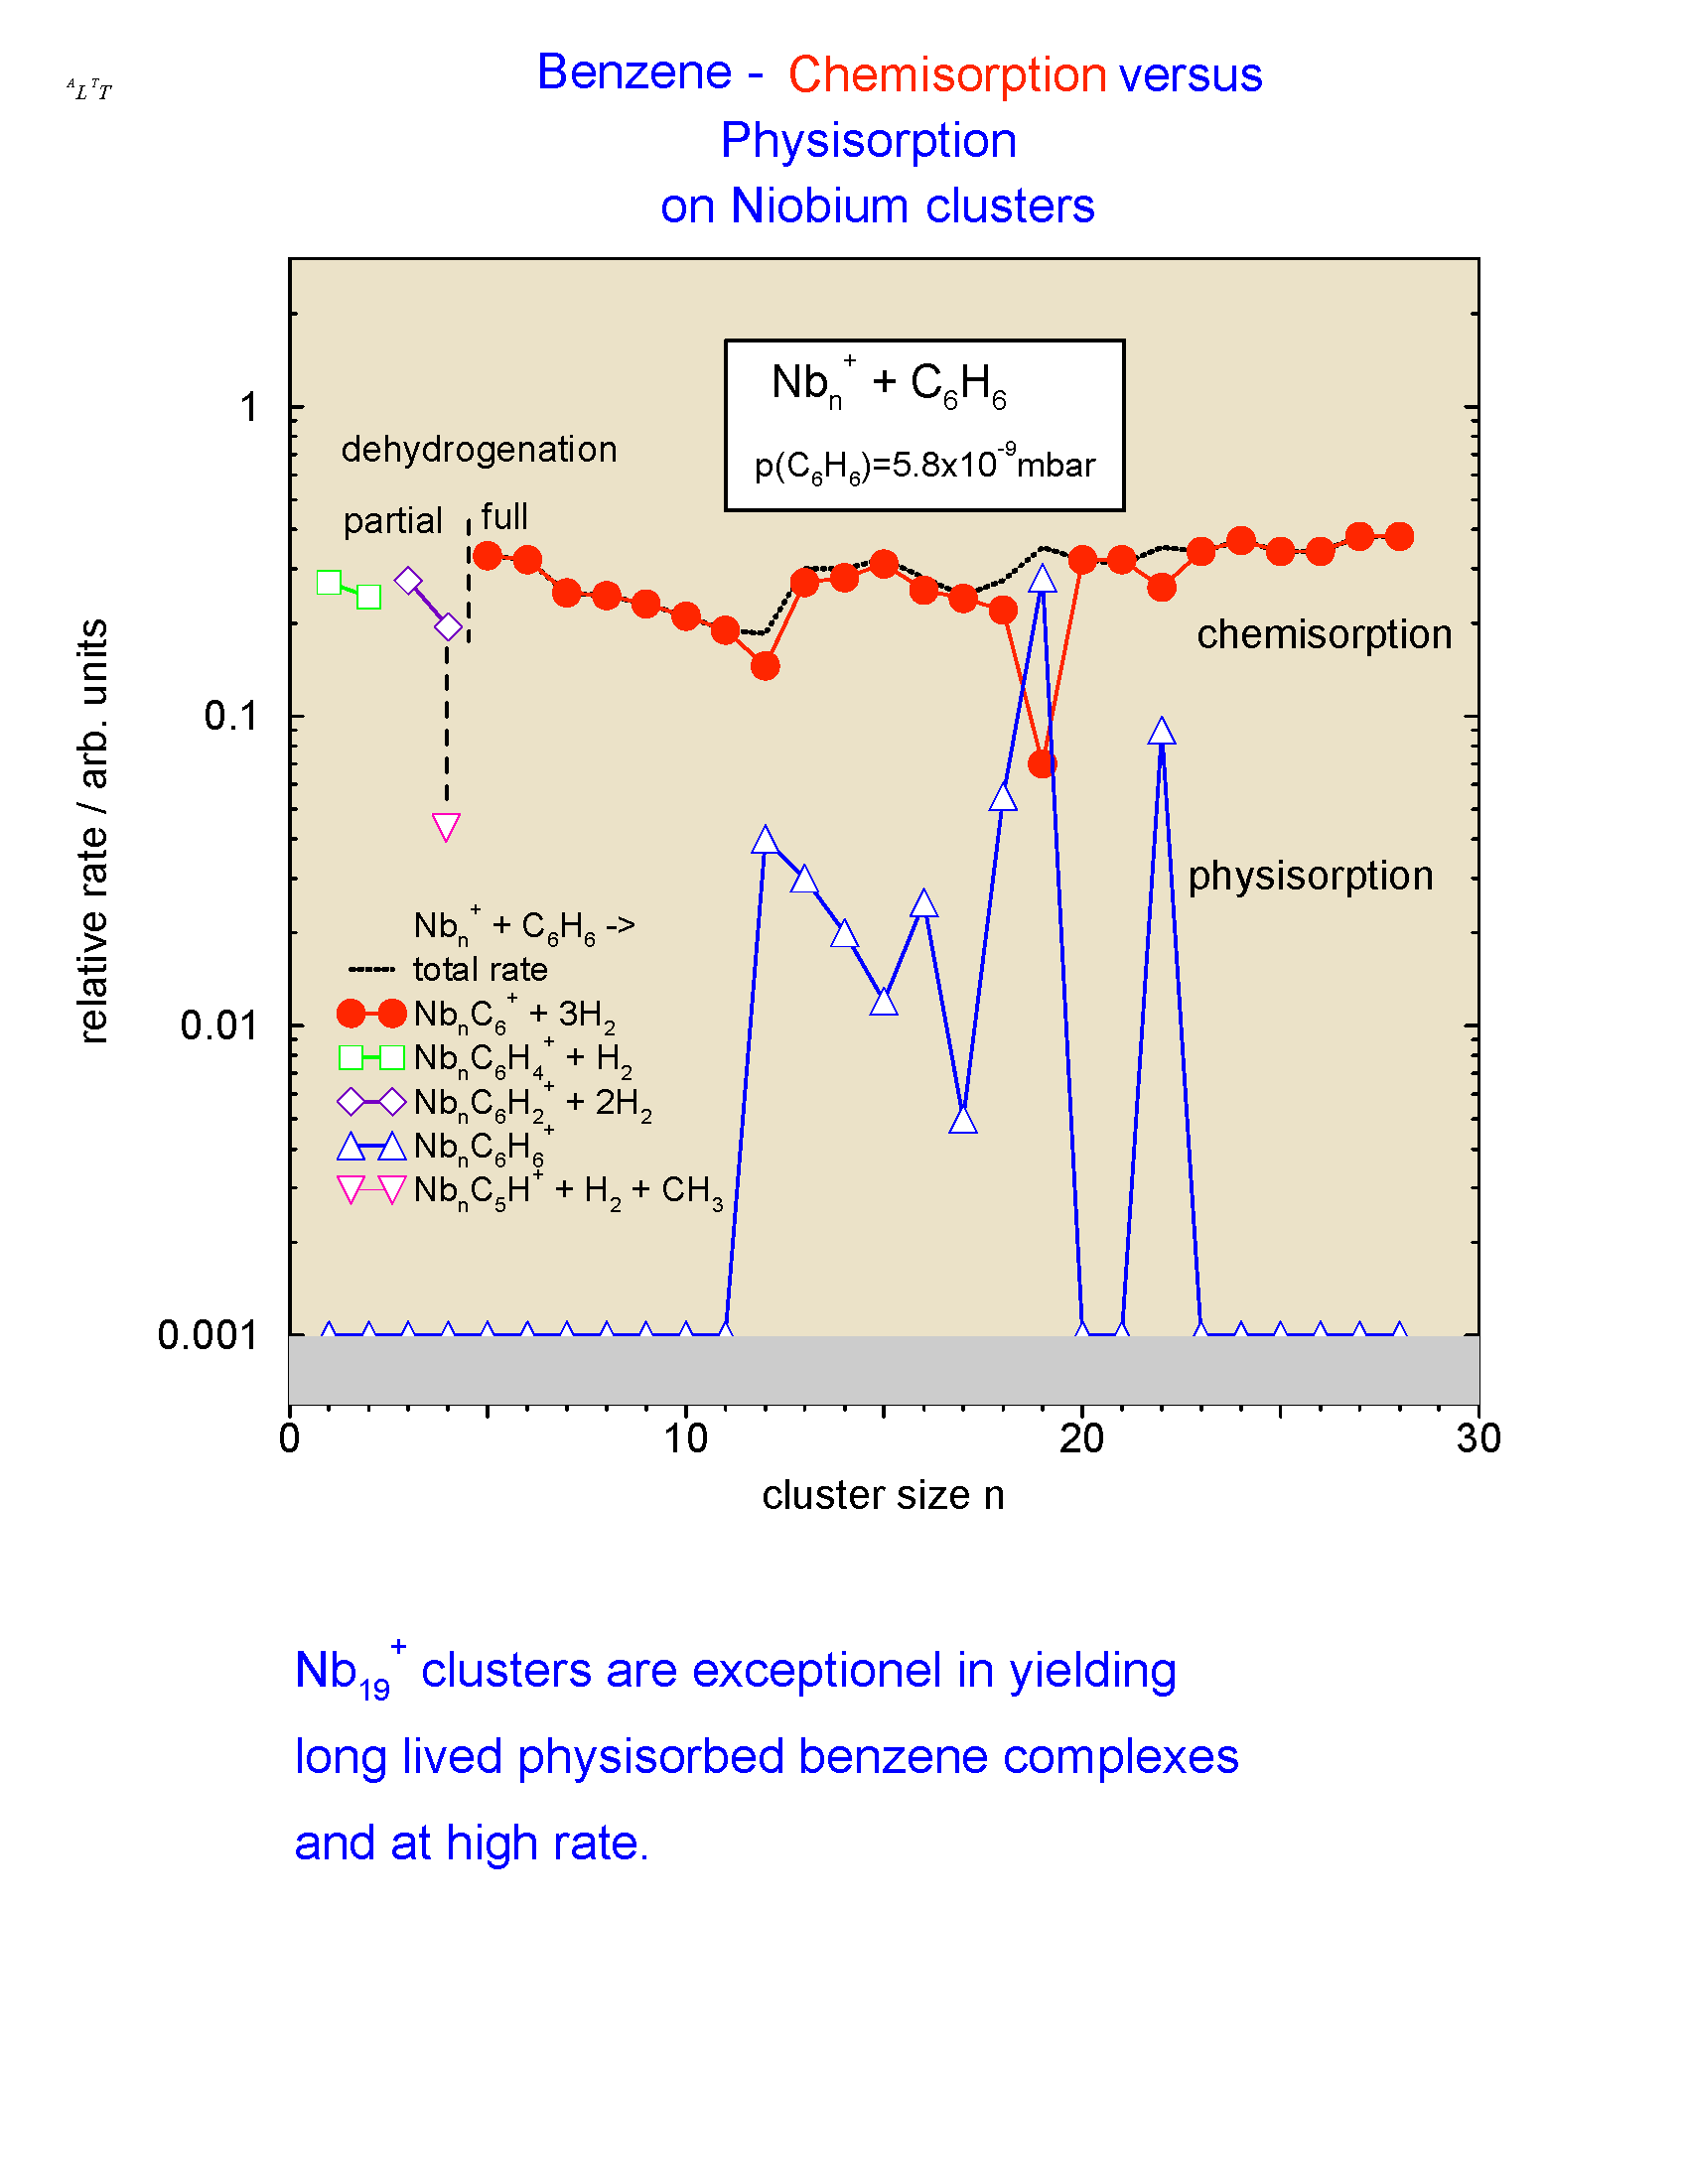 ALTT
Benzene - Chemisorption versus
Physisorption
on Niobium clusters
Nbn+ + C6H6
p(C6H6)=5.8x10-9mbar
dehydrogenation
partial
full
chemisorption
physisorption
Nbn+ + C6H6 ->
total rate
NbnC6+ + 3H2
NbnC6H4+ + H2
NbnC6H2+ + 2H2
NbnC6H6+
NbnC5H+ + H2 + CH3
relative rate / arb. units
1
0.1
0.01
0.001
0
10
20
30
cluster size n
Nb19+ clusters are exceptionel in yielding
long lived physisorbed benzene complexes
and at high rate.